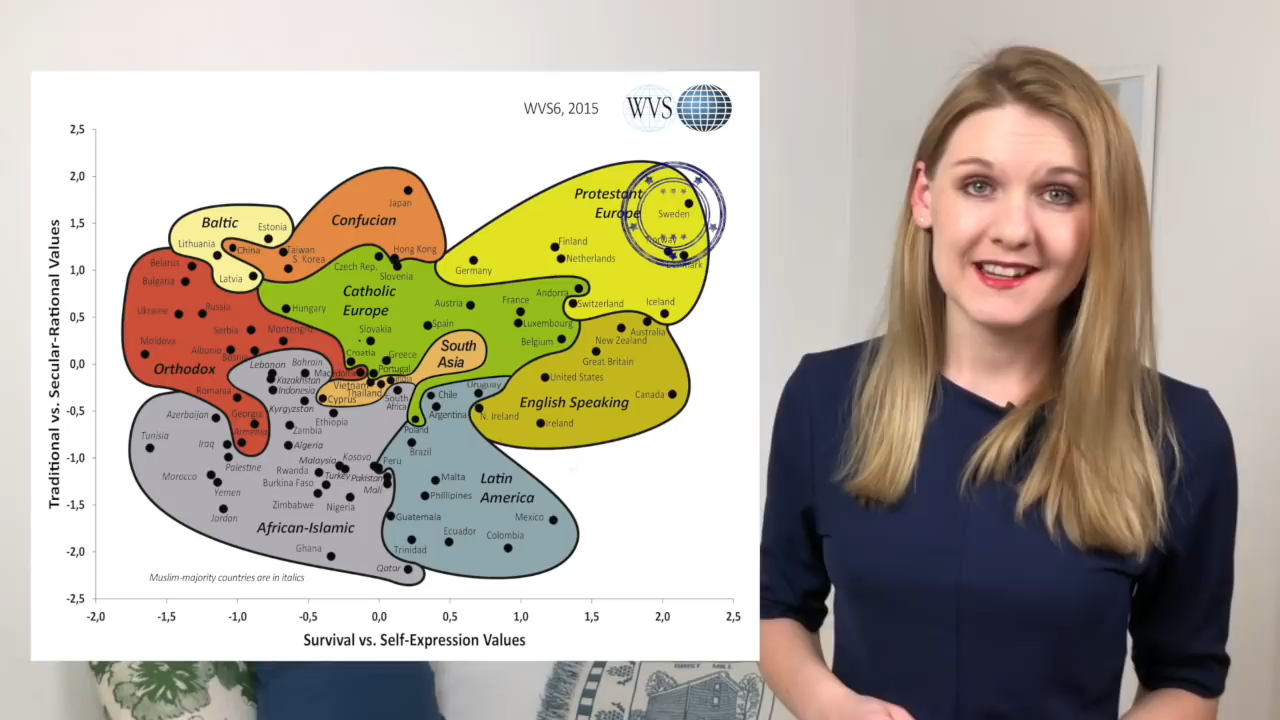 WVS6, 2015
WVS
Traditional vs. Secular-Rational Values
2,5
2,0
1,5
1,0
0,5
0,0
-0,5
-1,0
-1,5
-2,0
-2,5
-2,0
-1,5
-1,0
-0,5
0,0
0,5
1,0
1,5
2,0
2,5
Survival vs. Self-Expression Values
Protestant
Europe
Sweden
Norway
Denmark
Finland
Netherlands
Germany
Iceland
Switzerland
Andorra
Confucian
Japan
Hong Kong
Taiwan
S. Korea
China
Baltic
Estonia
Lithuania
Latvia
Catholic
Europe
Czech Rep.
Slovenia
Hungary
Austria
France
Luxembourg
Spain
Belgium
Slovakia
Croatia
Greece
Portugal
Poland
South
Asia
Vietnam
Thailand
Cyprus
South
Africa
Orthodox
Belarus
Bulgaria
Ukraine
Russia
Serbia
Montengro
Moldova
Albania
Bosnia
Macedonia
Romania
Georgia
Armenia
English Speaking
Australia
New Zealand
Great Britain
United States
Canada
N. Ireland
Ireland
Latin
America
Uruguay
Chile
Argentina
Brazil
Peru
Malta
Phillipines
Mexico
Guatemala
Ecuador
Colombia
Trinidad
African-Islamic
Lebanon
Bahrain
Kazakhstan
Indonesia
Kyrgyzstan
Ethiopia
Azerbaijan
Zambia
Algeria
Tunisia
Iraq
Palestine
Malaysia
Kosovo
Rwanda
Turkey
Pakistan
Burkina Faso
Mali
Morocco
Yemen
Zimbabwe
Nigeria
Jordan
Ghana
Qatar
Muslim-majority countries are in italics
GRIST MILL